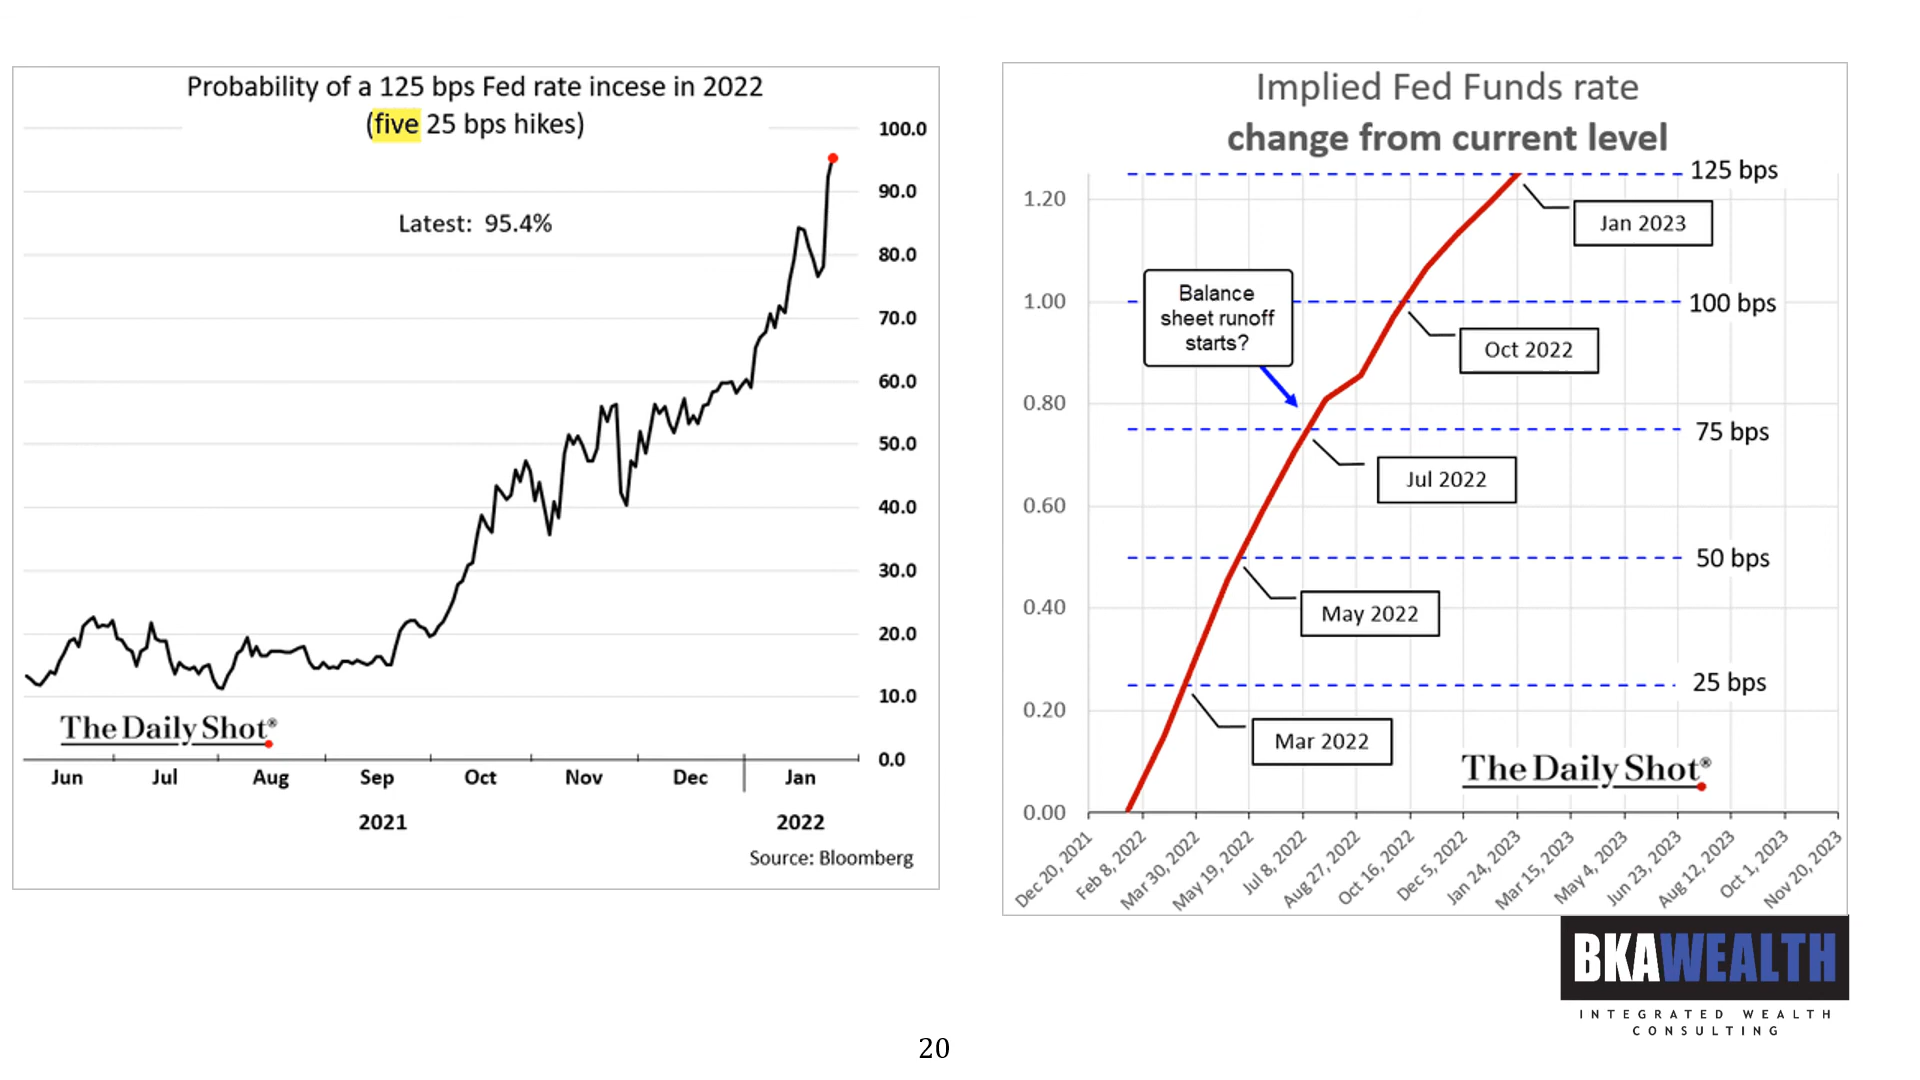 Probability of a 125 bps Fed rate incese in 2022
(five 25 bps hikes)
Latest: 95.4%
100.0
90.0
80.0
70.0
60.0
50.0
40.0
30.0
20.0
10.0
0.0
The Daily Shot®
Jun Jul Aug Sep Oct Nov Dec Jan
2021 2022
Source: Bloomberg
Implied Fed Funds rate
change from current level
1.20
1.00
0.80
0.60
0.40
0.20
0.00
125 bps
100 bps
75 bps
50 bps
25 bps
Jan 2023
Balance
sheet runoff
starts?
Oct 2022
Jul 2022
May 2022
Mar 2022
The Daily Shot®
Dec 20, 2021
Feb 8, 2022
Mar 30, 2022
May 19, 2022
Jul 8, 2022
Aug 27, 2022
Oct 16, 2022
Dec 5, 2022
Jan 24, 2023
Mar 15, 2023
May 4, 2023
Jun 23, 2023
Aug 12, 2023
Oct 1, 2023
Nov 20, 2023
BKAWEALTH
INTEGRATED WEALTH
CONSULTING
20